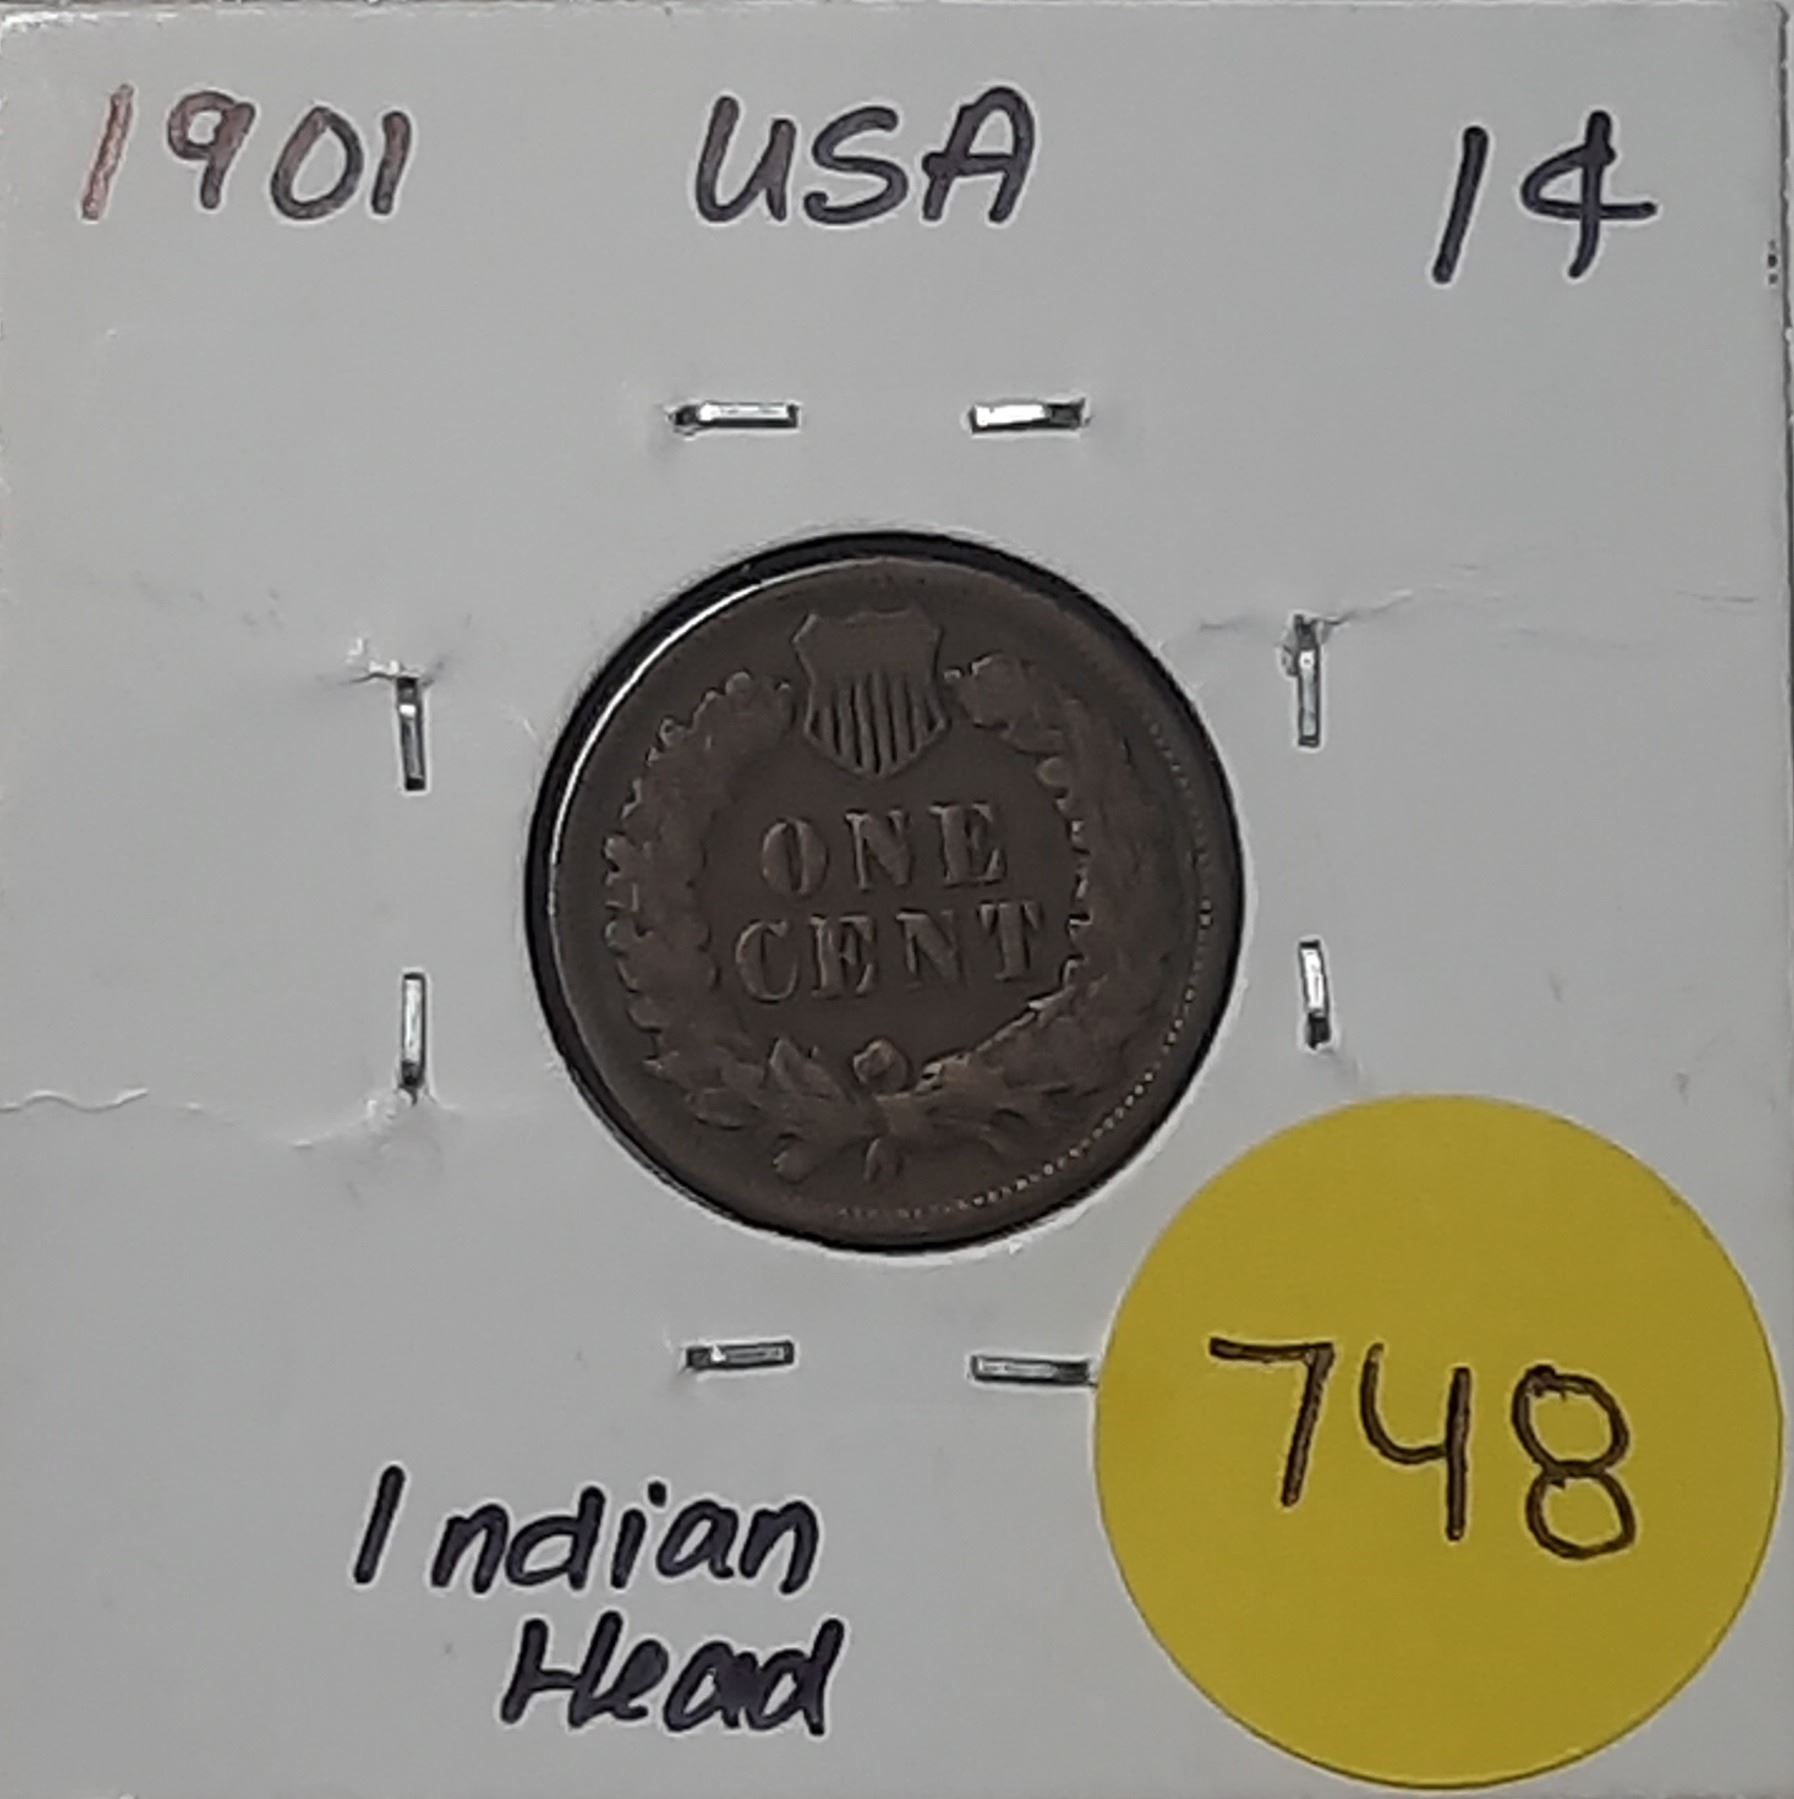 1901 USA 1¢
ONE
CENT
748
Indian
Head